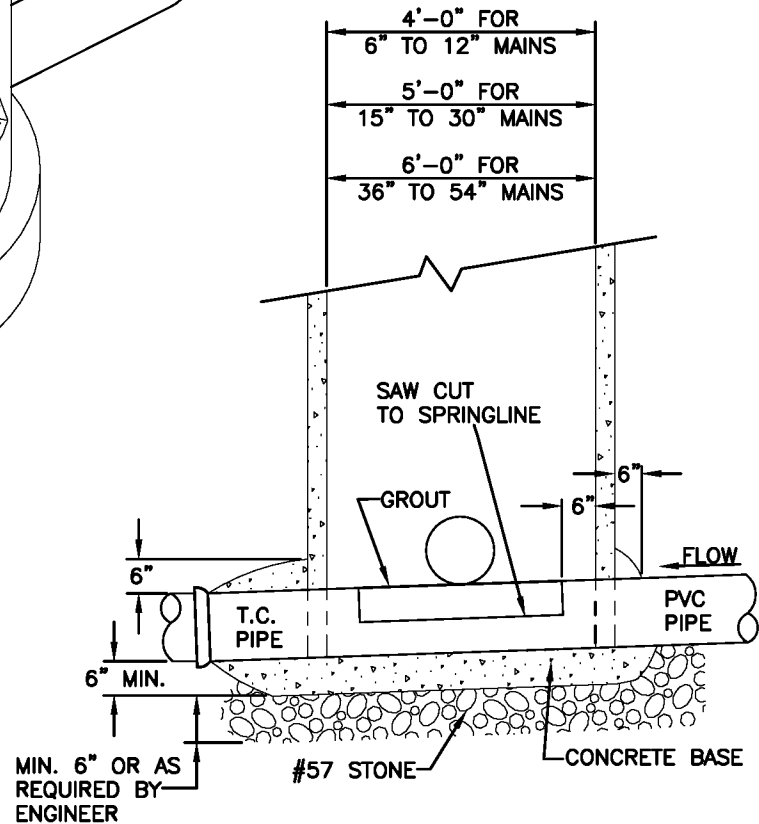 4'-0" FOR
6" TO 12" MAINS
5'-0" FOR
15" TO 30" MAINS
6'-0" FOR
36" TO 54" MAINS
SAW CUT
TO SPRINGLINE
6"
GROUT
6"
FLOW
6"
T.C.
PIPE
PVC
PIPE
6" MIN.
MIN. 6" OR AS
REQUIRED BY
ENGINEER
#57 STONE
CONCRETE BASE